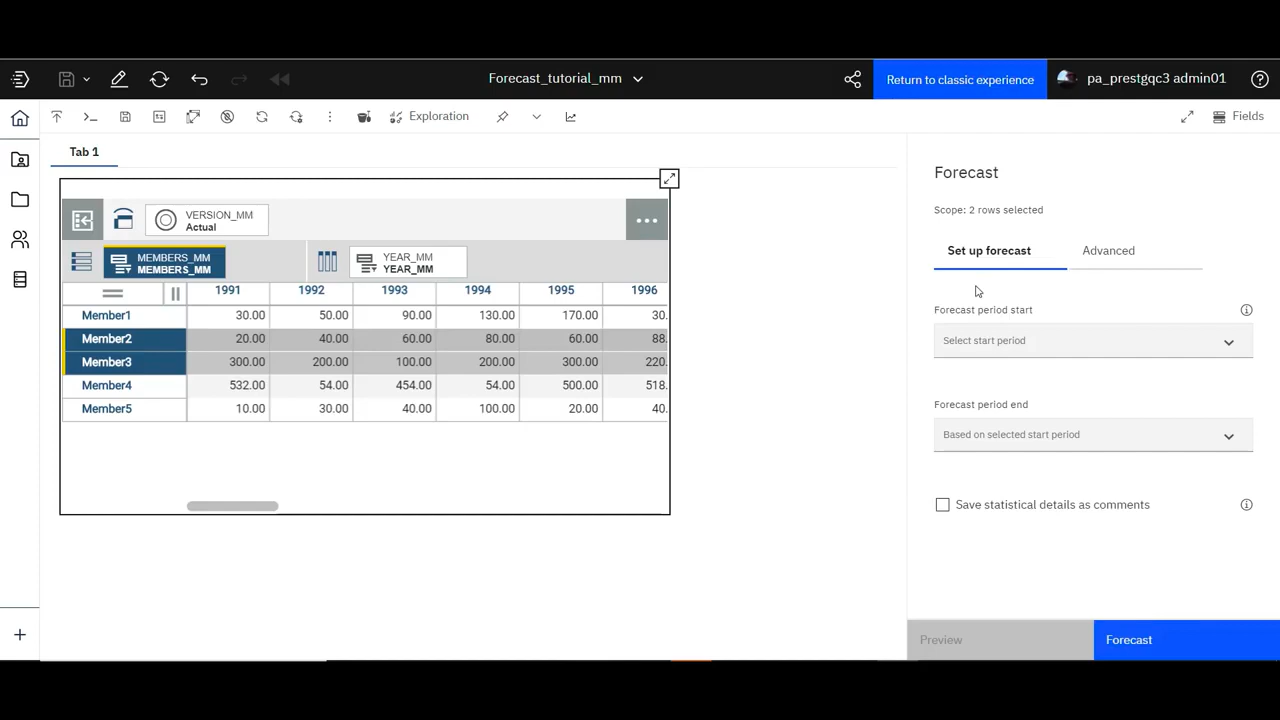 Forecast_tutorial_mm
Return to classic experience
pa_prestgqc3 admin01
Exploration
Fields
Tab 1
VERSION_MM
Actual
MEMBERS_MM
MEMBERS_MM
YEAR_MM
YEAR_MM
1991 1992 1993 1994 1995 1996
Member1 30.00 50.00 90.00 130.00 170.00 30.
Member2 20.00 40.00 60.00 80.00 60.00 88.
Member3 300.00 200.00 100.00 200.00 300.00 220.
Member4 532.00 54.00 454.00 54.00 500.00 518.
Member5 10.00 30.00 40.00 100.00 20.00 40.
Forecast
Scope: 2 rows selected
Set up forecast Advanced
Forecast period start
Select start period
Forecast period end
Based on selected start period
Save statistical details as comments
Preview Forecast